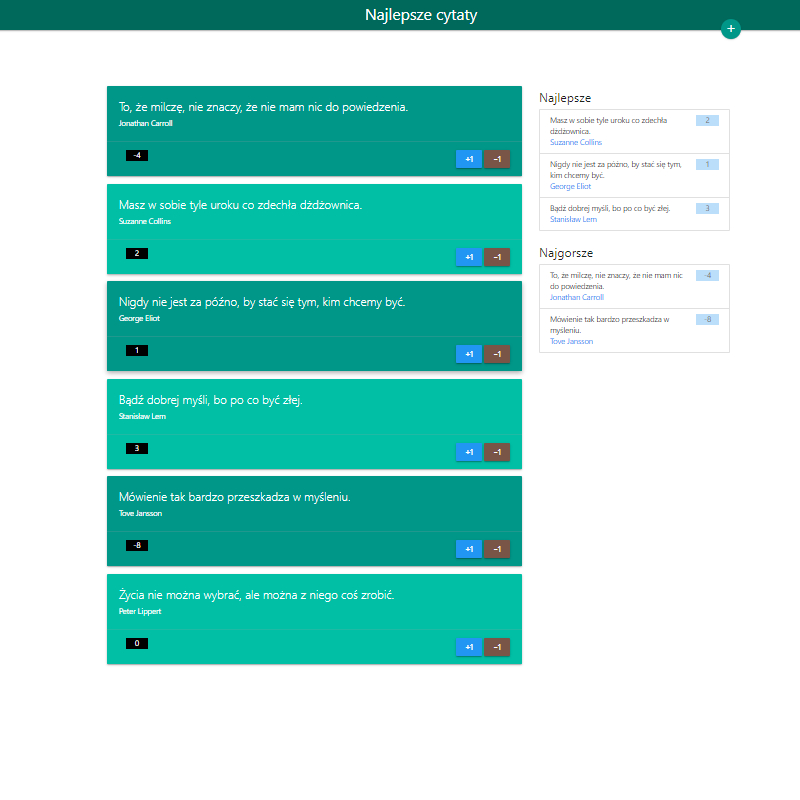 Najlepsze cytaty
+
To, że milczę, nie znaczy, że nie mam nic do powiedzenia.
Jonathan Carroll
-4
+1 -1
Masz w sobie tyle uroku co zdechła dżdżownica.
Suzanne Collins
2
+1 -1
Nigdy nie jest za późno, by stać się tym, kim chcemy być.
George Eliot
1
+1 -1
Bądź dobrej myśli, bo po co być złej.
Stanisław Lem
3
+1 -1
Mówienie tak bardzo przeszkadza w myśleniu.
Tove Jansson
-8
+1 -1
Życia nie można wybrać, ale można z niego coś zrobić.
Peter Lippert
0
+1 -1
Najlepsze
Masz w sobie tyle uroku co zdechła 2
dżdżownica.
Suzanne Collins
Nigdy nie jest za późno, by stać się tym, 1
kim chcemy być.
George Eliot
Bądź dobrej myśli, bo po co być złej. 3
Stanisław Lem
Najgorsze
To, że milczę, nie znaczy, że nie mam nic -4
do powiedzenia.
Jonathan Carroll
Mówienie tak bardzo przeszkadza w -8
myśleniu.
Tove Jansson